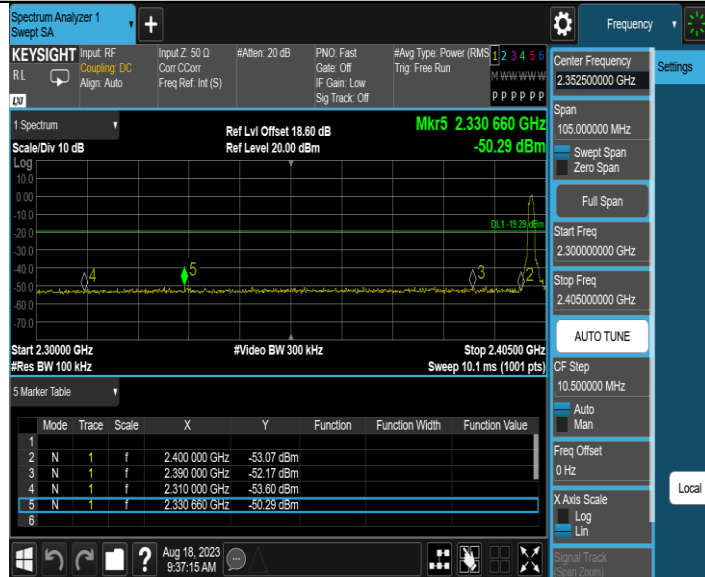 Spectrum Analyzer 1
Swept SA
+
Frequency
KEYSIGHT
RL
LXI
Input: RF
Coupling: DC
Align: Auto
Input Z: 50 Ω
Corr CCorr
Freq Ref: Int (S)
#Atten: 20 dB
PNO: Fast
Gate: Off
IF Gain: Low
Sig Track: Off
#Avg Type: Power (RMS
Trig: Free Run
1 2 3 4 5 6
M W W W W W
P P P P P P
1 Spectrum
Scale/Div 10 dB
Ref Lvl Offset 18.60 dB
Ref Level 20.00 dBm
Mkr5 2.330 660 GHz
-50.29 dBm
Log
10.0
0.00
-10.0
-20.0
-30.0
-40.0
-50.0
-60.0
-70.0
DL1 -19.29 dBm
4
5
3
2
Start 2.30000 GHz
#Res BW 100 kHz
#Video BW 300 kHz
Stop 2.40500 GHz
Sweep 10.1 ms (1001 pts)
5 Marker Table
Mode Trace Scale X Y Function Function Width Function Value
1
2 N 1 f 2.400 000 GHz -53.07 dBm
3 N 1 f 2.390 000 GHz -52.17 dBm
4 N 1 f 2.310 000 GHz -53.60 dBm
5 N 1 f 2.330 660 GHz -50.29 dBm
6
?
Aug 18, 2023
9:37:15 AM
Center Frequency
2.352500000 GHz
Span
105.000000 MHz
Swept Span
Zero Span
Full Span
Start Freq
2.300000000 GHz
Stop Freq
2.405000000 GHz
AUTO TUNE
CF Step
10.500000 MHz
Auto
Man
Freq Offset
0 Hz
X Axis Scale
Log
Lin
Signal Track
(Span Zoom)
Settings
Local